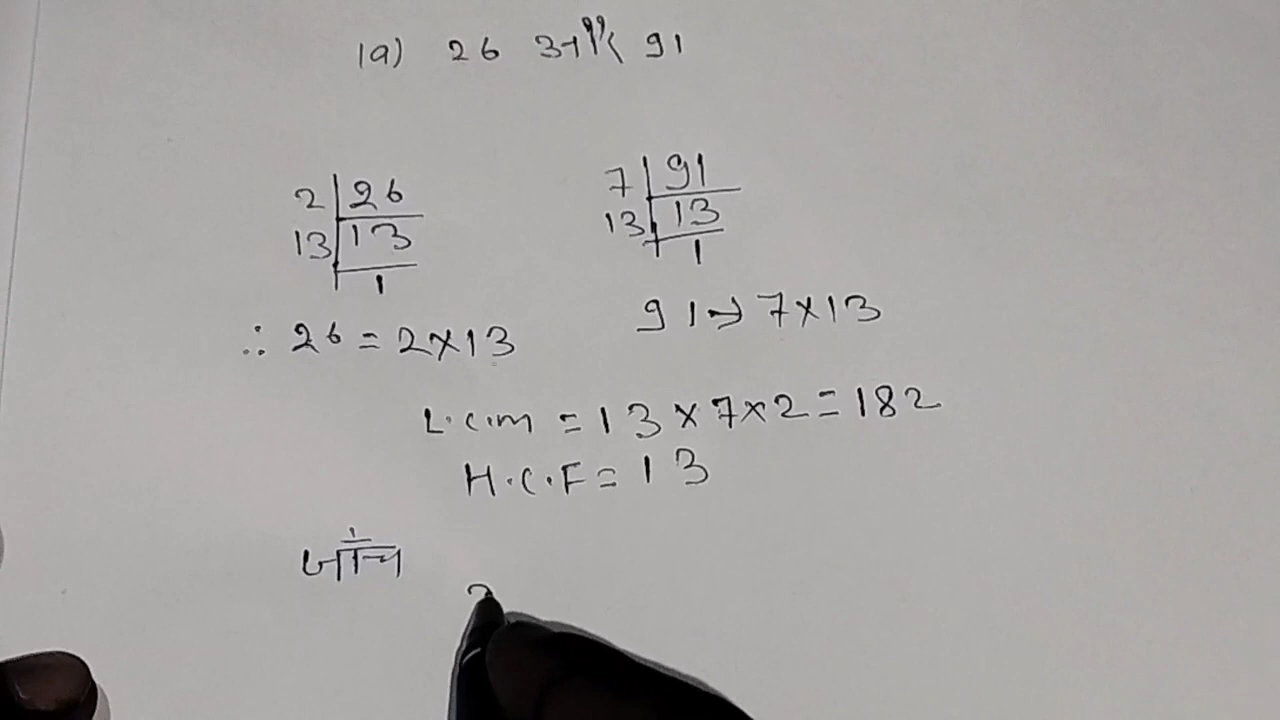 1a) 26 और 91
2 | 26
13 | 13
1
7 | 91
13 | 13
1
∴ 26 = 2×13
91 → 7×13
L.C.M = 13×7×2 = 182
H.C.F = 13
जाँच